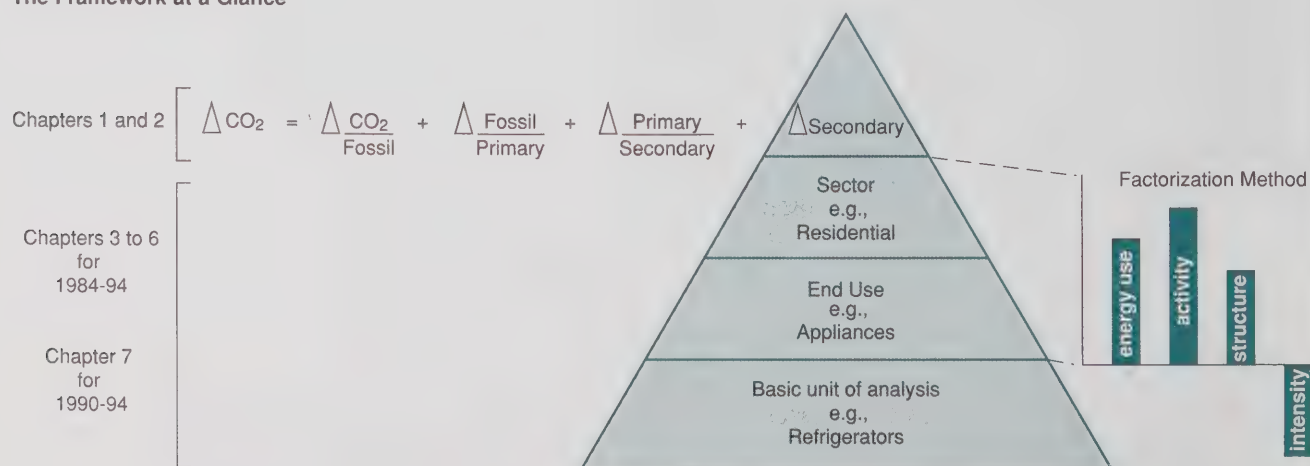 The Framework at a Glance
Chapters 1 and 2
Δ CO₂ = Δ CO₂ / Fossil + Δ Fossil / Primary + Δ Primary / Secondary + Δ Secondary
Sector
e.g.,
Residential
Factorization Method
energy use
activity
structure
intensity
Chapters 3 to 6
for
1984-94
End Use
e.g.,
Appliances
Chapter 7
for
1990-94
Basic unit of analysis
e.g.,
Refrigerators